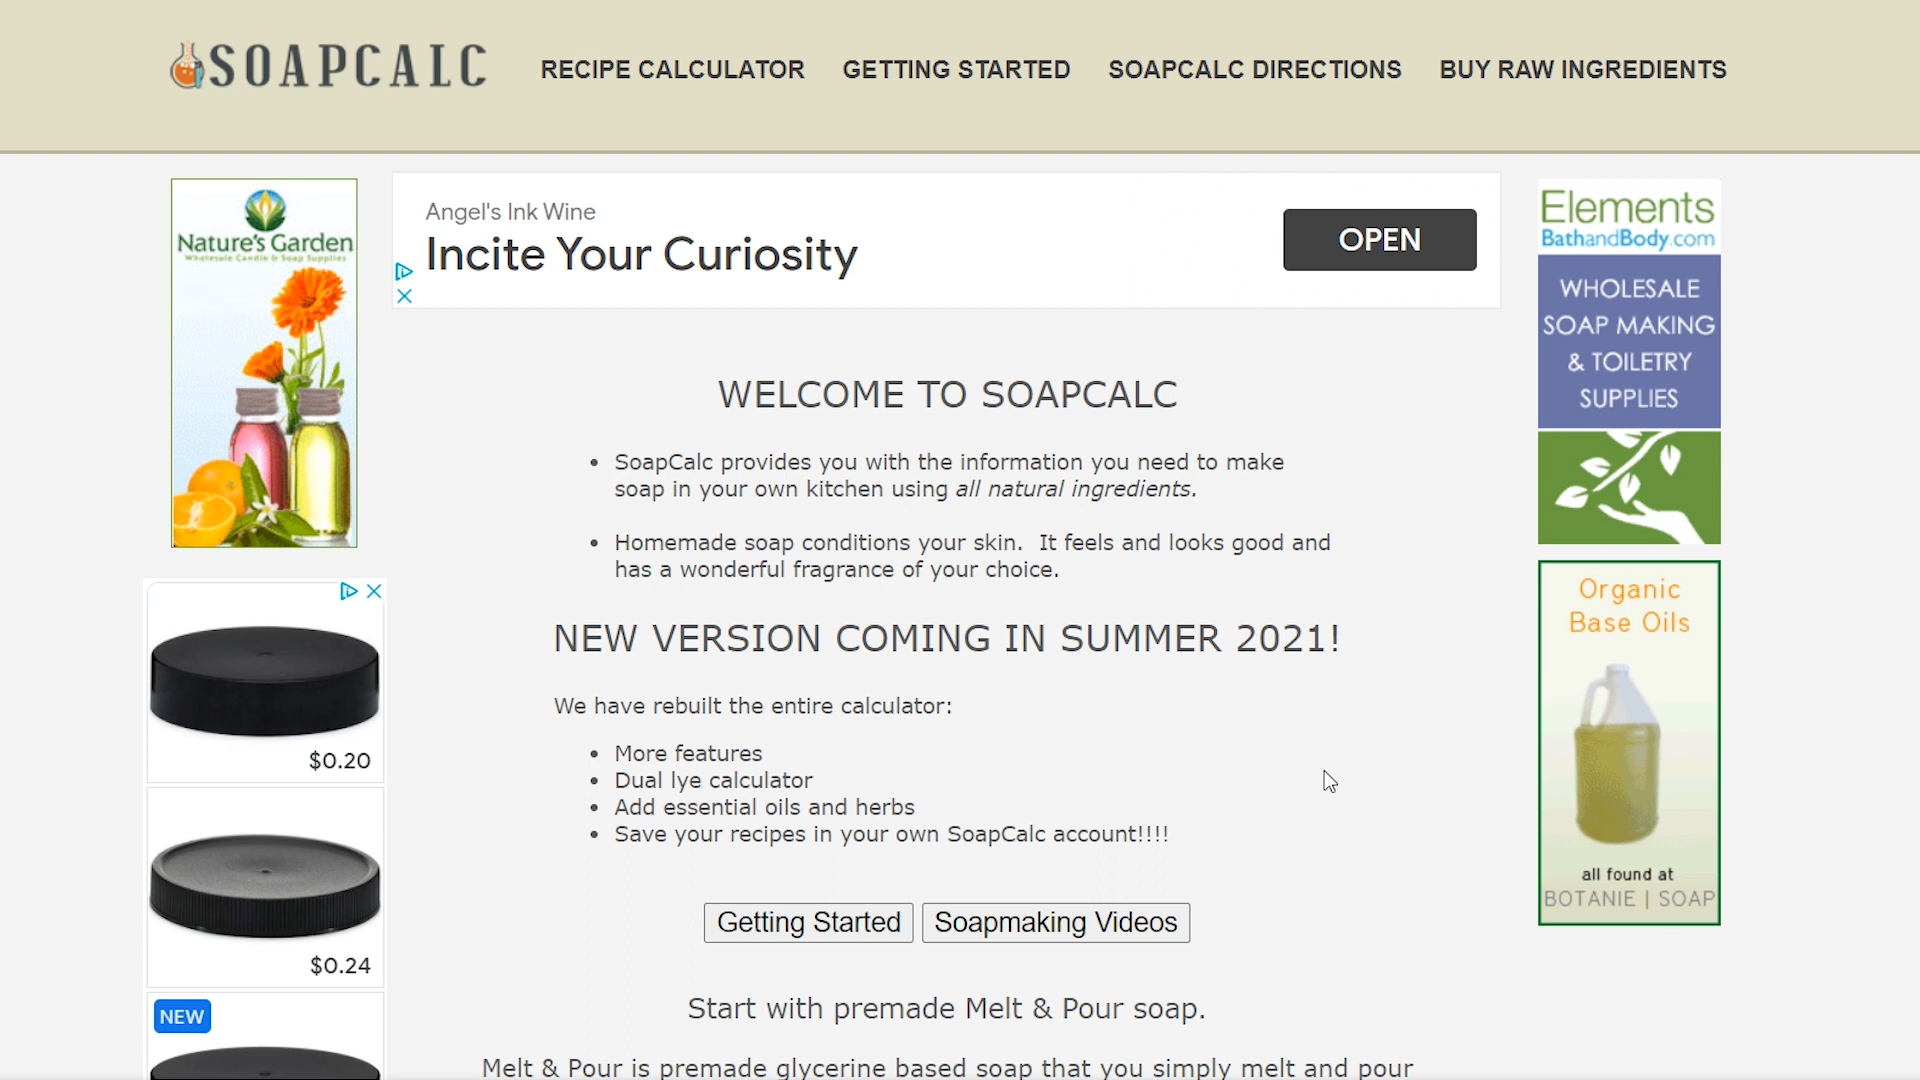 SOAPCALC
RECIPE CALCULATOR
GETTING STARTED
SOAPCALC DIRECTIONS
BUY RAW INGREDIENTS
Nature's Garden
Wholesale Candle & Soap Supplies
Angel's Ink Wine
Incite Your Curiosity
OPEN
Elements
BathandBody.com
WHOLESALE
SOAP MAKING
& TOILETRY
SUPPLIES
WELCOME TO SOAPCALC
• SoapCalc provides you with the information you need to make
soap in your own kitchen using all natural ingredients.
• Homemade soap conditions your skin.  It feels and looks good and
has a wonderful fragrance of your choice.
NEW VERSION COMING IN SUMMER 2021!
We have rebuilt the entire calculator:
• More features
• Dual lye calculator
• Add essential oils and herbs
• Save your recipes in your own SoapCalc account!!!!
Getting Started
Soapmaking Videos
Start with premade Melt & Pour soap.
Melt & Pour is premade glycerine based soap that you simply melt and pour
$0.20
$0.24
NEW
Organic
Base Oils
all found at
BOTANIE | SOAP